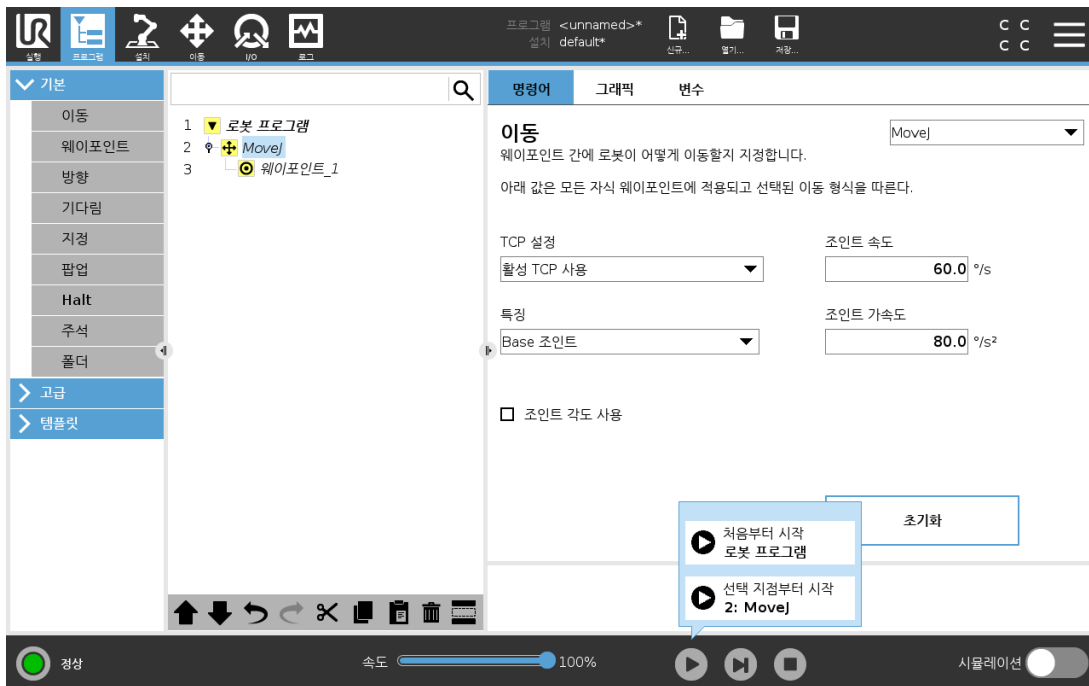 UR
실행
프로그램
설치
이동
I/O
로그
프로그램 <unnamed>*
설치 default*
신규...
열기...
저장...
C C
C C
기본
이동
웨이포인트
방향
기다림
지정
팝업
Halt
주석
폴더
고급
템플릿
1 로봇 프로그램
2 MoveJ
3 웨이포인트_1
명령어 그래픽 변수
이동
MoveJ
웨이포인트 간에 로봇이 어떻게 이동할지 지정합니다.
아래 값은 모든 자식 웨이포인트에 적용되고 선택된 이동 형식을 따른다.
TCP 설정
활성 TCP 사용
조인트 속도
60.0 °/s
특징
Base 조인트
조인트 가속도
80.0 °/s²
조인트 각도 사용
초기화
처음부터 시작
로봇 프로그램
선택 지점부터 시작
2: MoveJ
정상
속도 100%
시뮬레이션